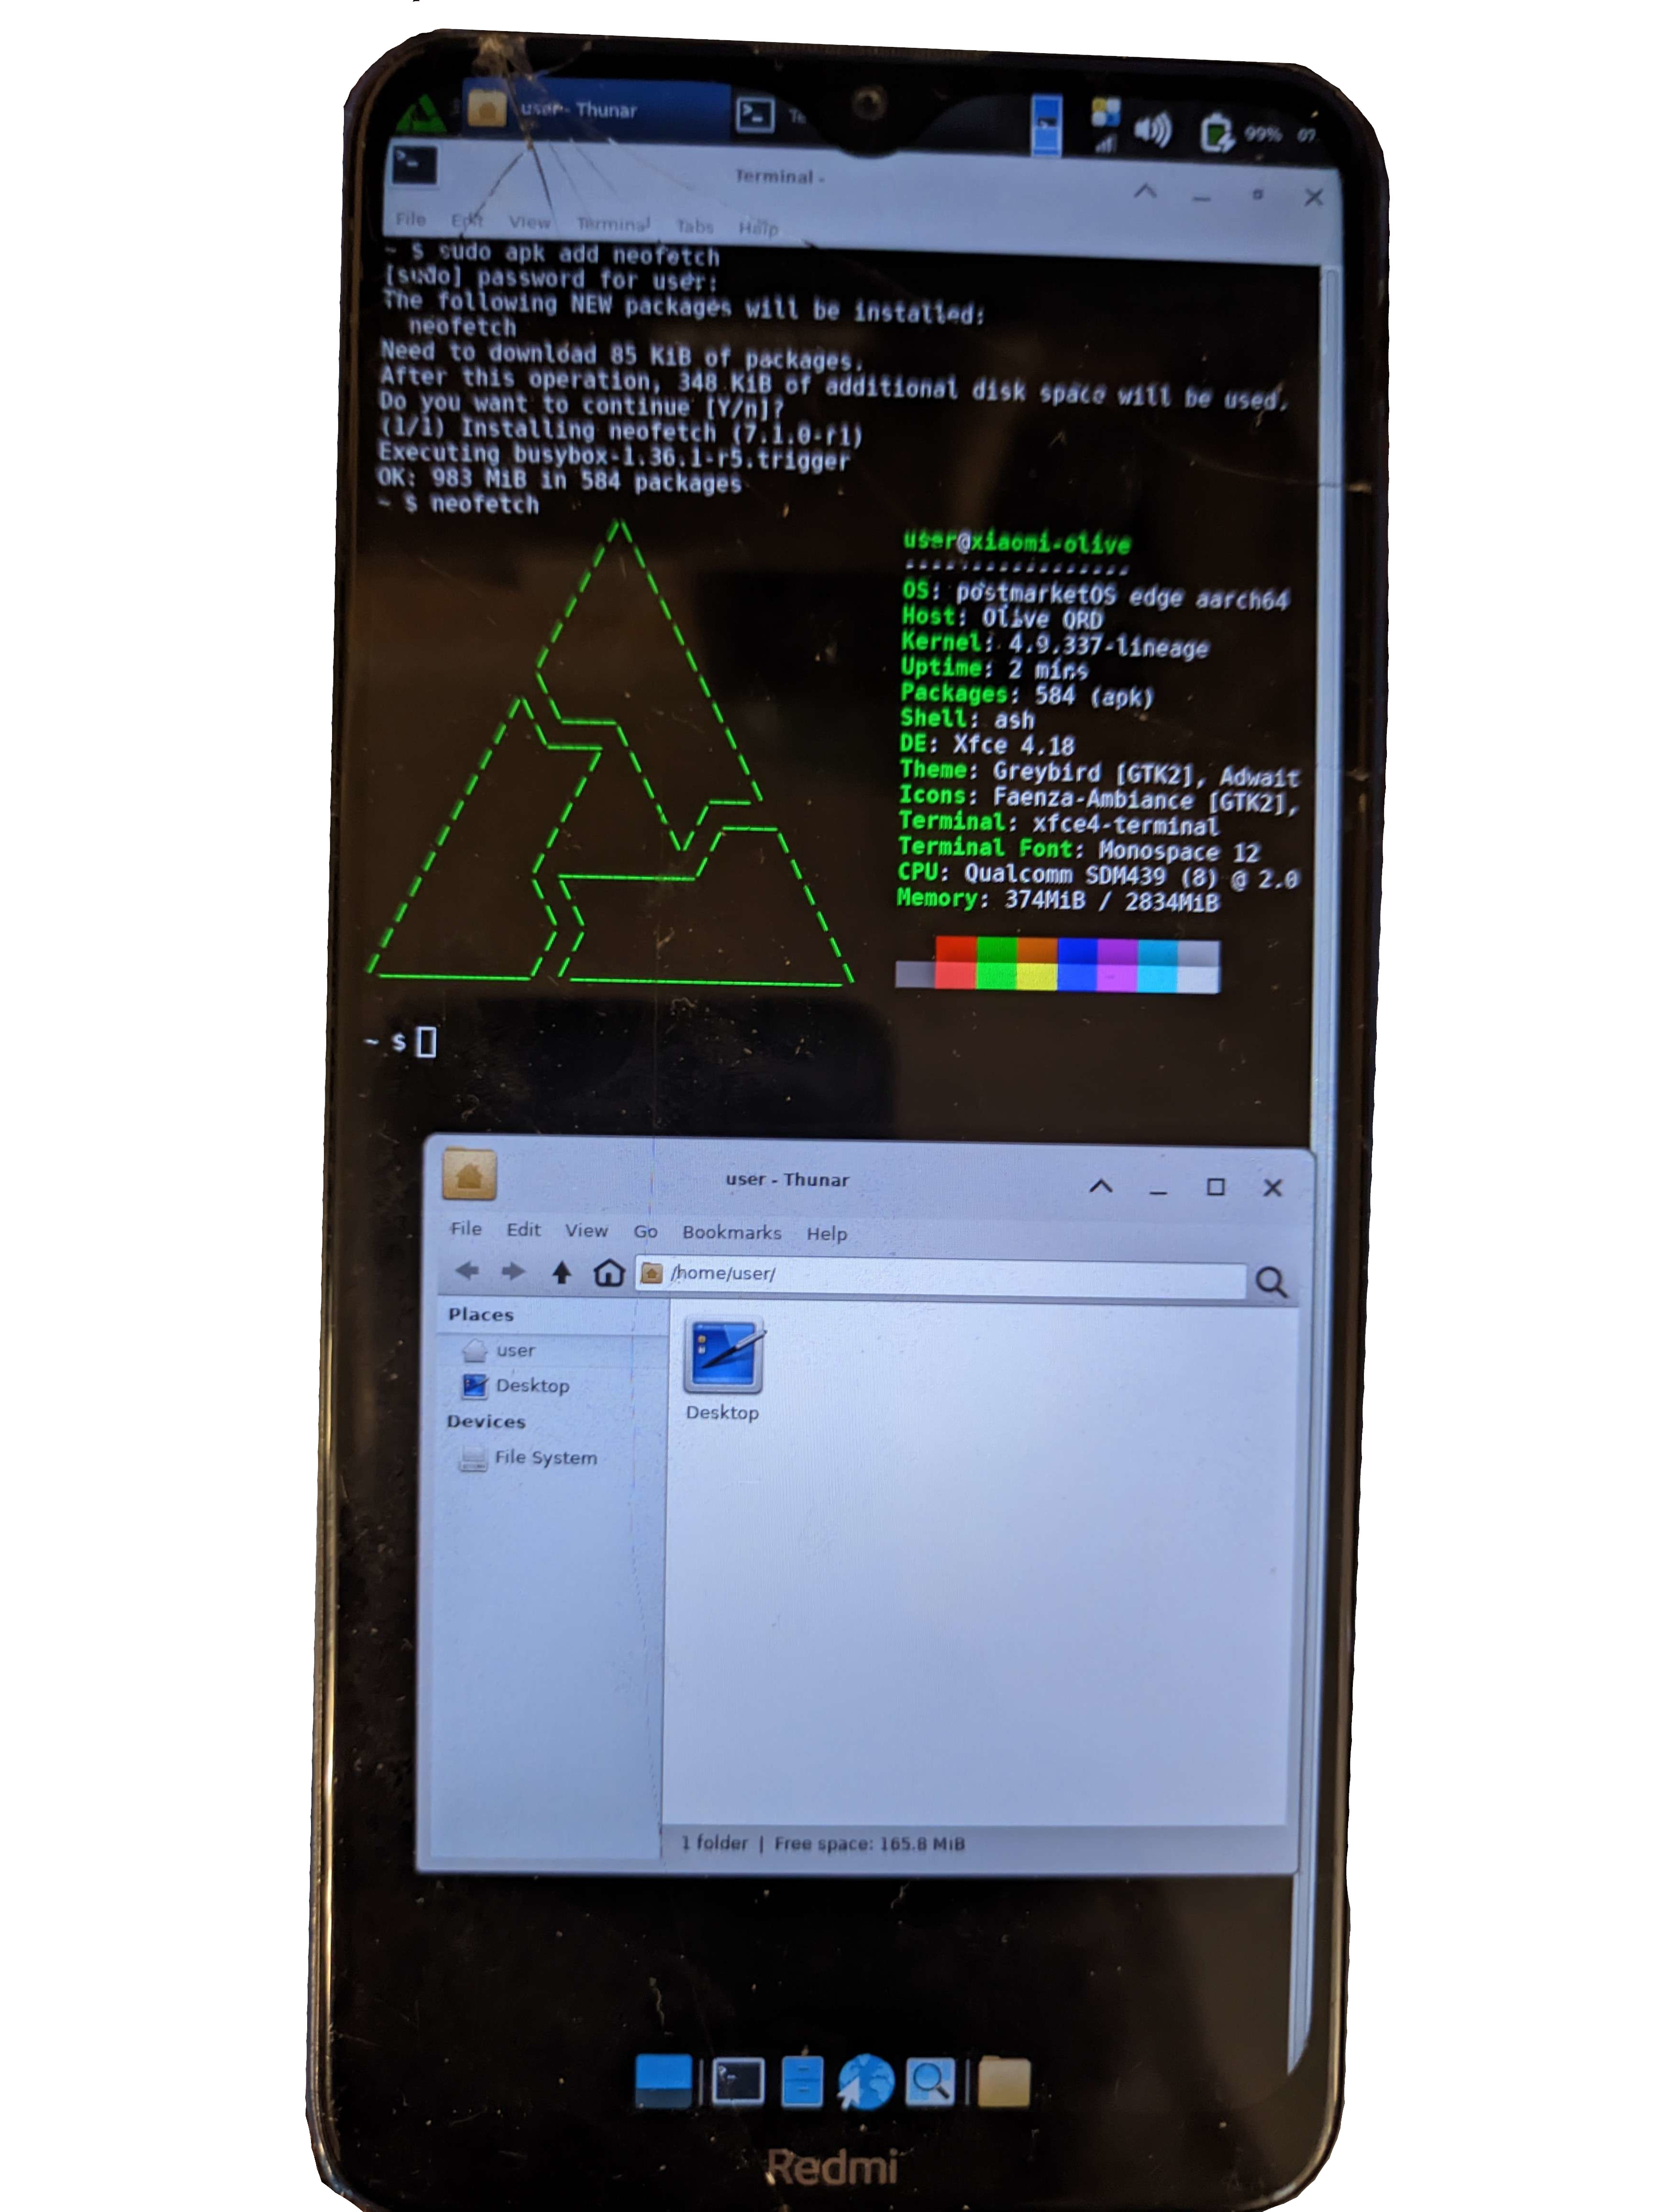 user - Thunar
99%
07
Terminal -
File Edit View Terminal Tabs Help
~ $ sudo apk add neofetch
[sudo] password for user:
The following NEW packages will be installed:
neofetch
Need to download 85 KiB of packages.
After this operation, 348 KiB of additional disk space will be used.
Do you want to continue [Y/n]?
(1/1) Installing neofetch (7.1.0-r1)
Executing busybox-1.36.1-r5.trigger
OK: 983 MiB in 584 packages
~ $ neofetch
user@xiaomi-olive
-----------------
OS: postmarketOS edge aarch64
Host: Olive QRD
Kernel: 4.9.337-lineage
Uptime: 2 mins
Packages: 584 (apk)
Shell: ash
DE: Xfce 4.18
Theme: Greybird [GTK2], Adwait
Icons: Faenza-Ambiance [GTK2],
Terminal: xfce4-terminal
Terminal Font: Monospace 12
CPU: Qualcomm SDM439 (8) @ 2.0
Memory: 374MiB / 2834MiB
~ $
user - Thunar
File Edit View Go Bookmarks Help
/home/user/
Places
user
Desktop
Devices
File System
Desktop
1 folder | Free space: 165.8 MiB
Redmi